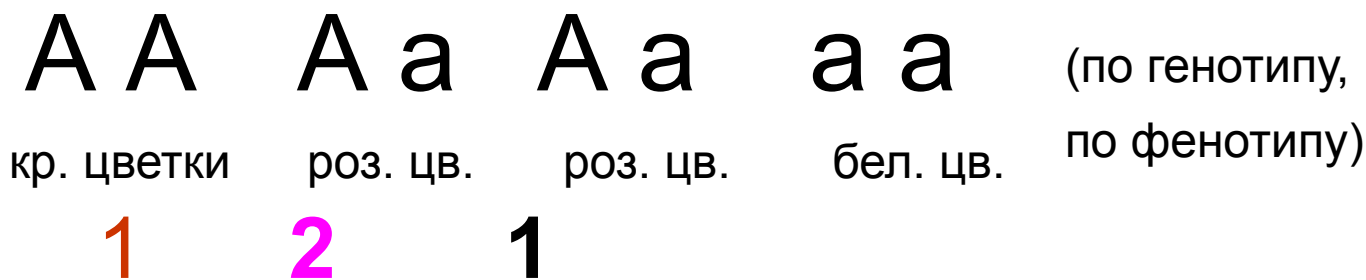 А А А а А а а а (по генотипу,
по фенотипу)
кр. цветки роз. цв. роз. цв. бел. цв.
1 2 1